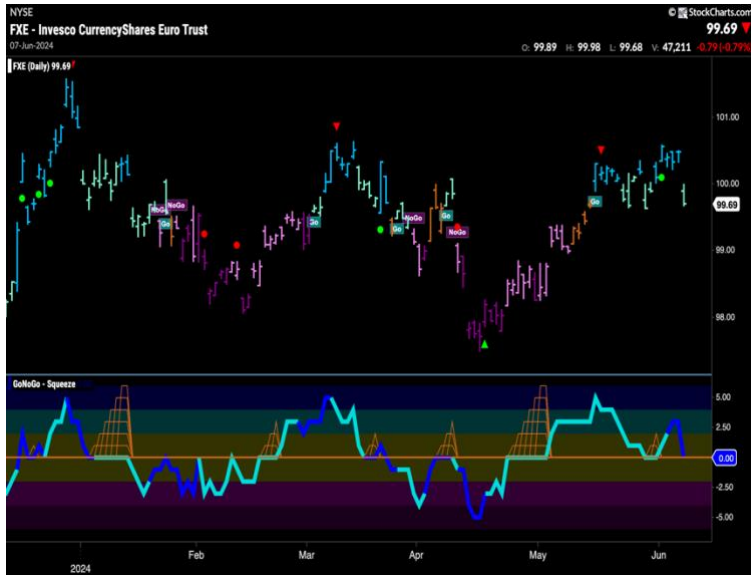 NYSE
© StockCharts.com
FXE - Invesco CurrencyShares Euro Trust
99.69
07-Jun-2024
O: 99.89 H: 99.98 L: 99.68 V: 47,211 -0.79 (-0.79%)
FXE (Daily) 99.69
101.00
100.00
NoGo
NoGo
Go
Go
Go
NoGo
Go
NoGo
Go
99.69
99.00
98.00
GoNoGo - Squeeze
5.00
2.50
0.00
-2.50
-5.00
Feb Mar Apr May Jun
2024